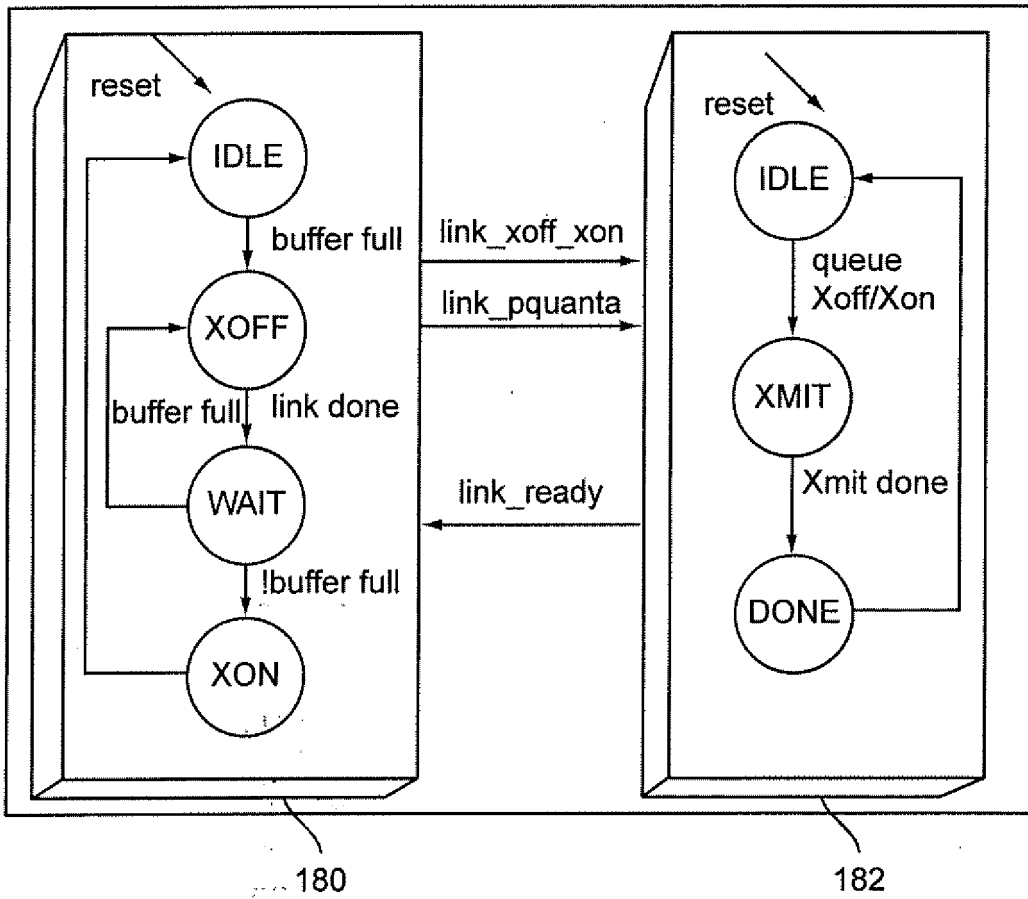 reset
IDLE
buffer full
XOFF
buffer full
link done
WAIT
!buffer full
XON
link_xoff_xon
link_pquanta
link_ready
reset
IDLE
queue
Xoff/Xon
XMIT
Xmit done
DONE
180
182